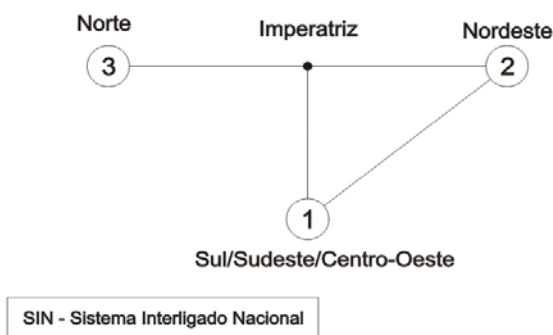 Norte
Imperatriz
Nordeste
3
2
1
Sul/Sudeste/Centro-Oeste
SIN - Sistema Interligado Nacional